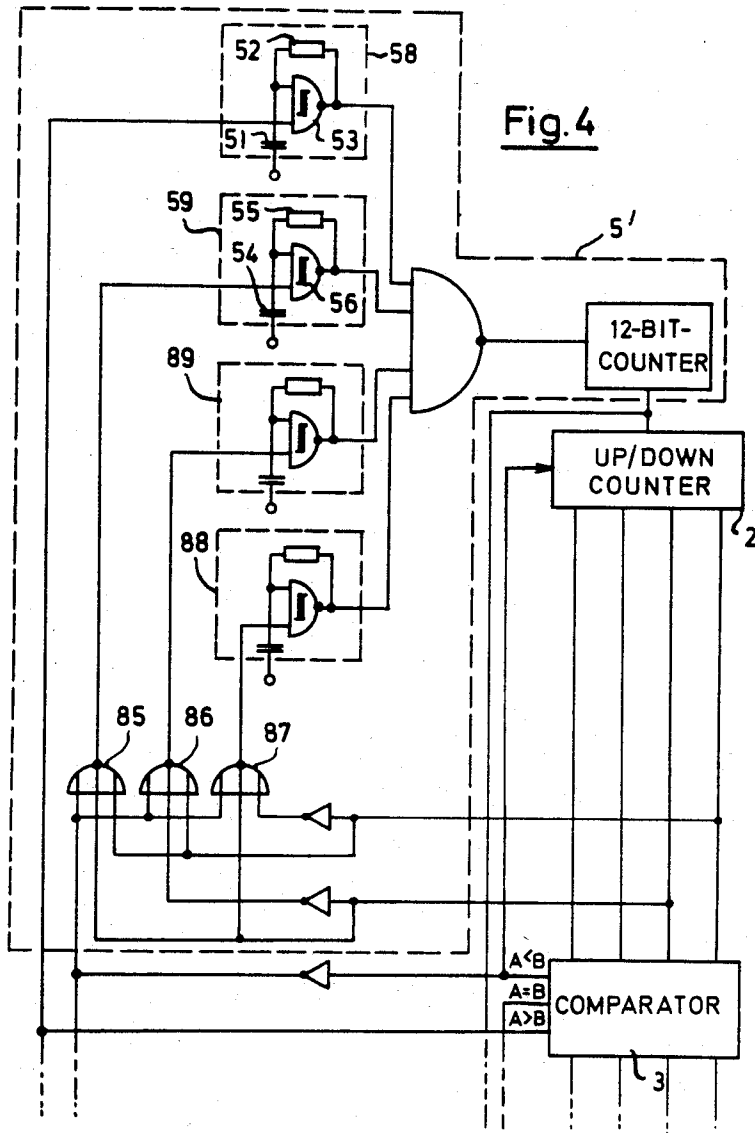 52
58
51
53
Fig. 4
59
55
54
56
5'
12-BIT-
COUNTER
89
UP/DOWN
COUNTER
2
88
85
86
87
A<B
A=B
A>B
COMPARATOR
3